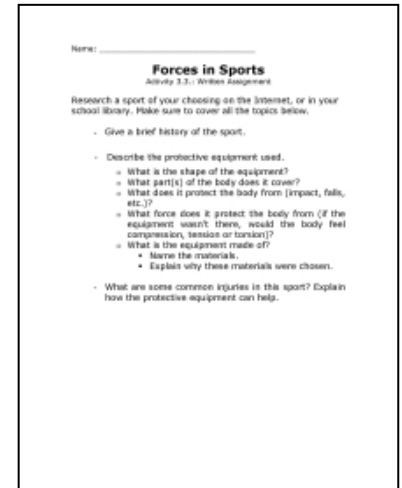 Name: ______________________________
Forces in Sports
Activity 3.3.: Written Assignment
Research a sport of your choosing on the Internet, or in your
school library. Make sure to cover all the topics below.
- Give a brief history of the sport.
- Describe the protective equipment used.
o What is the shape of the equipment?
o What part[s] of the body does it cover?
o What does it protect the body from (impact, falls,
etc.)?
o What force does it protect the body from (if the
equipment wasn't there, would the body feel
compression, tension or torsion)?
o What is the equipment made of?
▪ Name the materials.
▪ Explain why these materials were chosen.
- What are some common injuries in this sport? Explain
how the protective equipment can help.